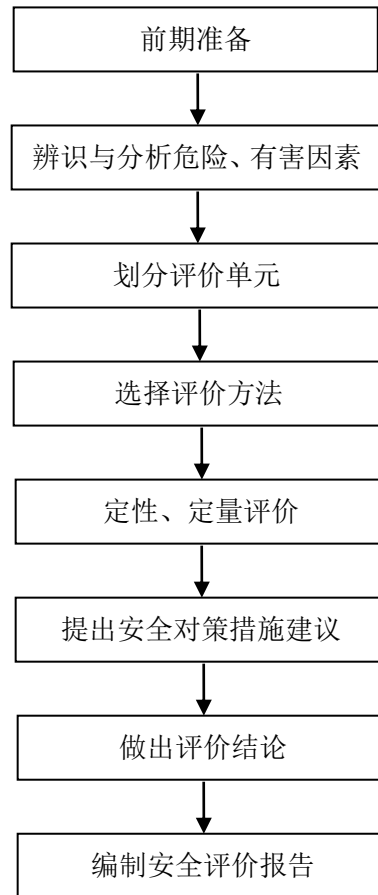 前期准备
辨识与分析危险、有害因素
划分评价单元
选择评价方法
定性、定量评价
提出安全对策措施建议
做出评价结论
编制安全评价报告